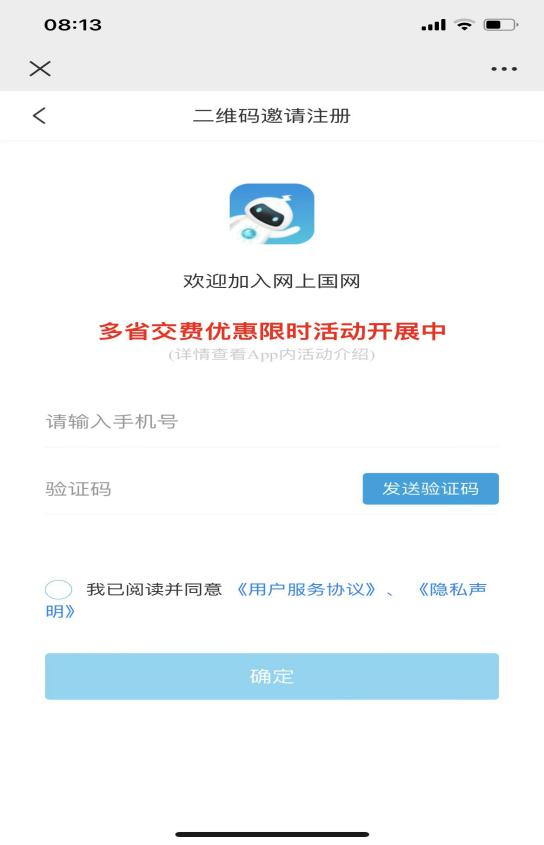 08:13
二维码邀请注册
欢迎加入网上国网
多省交费优惠限时活动开展中
(详情查看App内活动介绍)
请输入手机号
验证码
发送验证码
我已阅读并同意《用户服务协议》、《隐私声
明》
确定